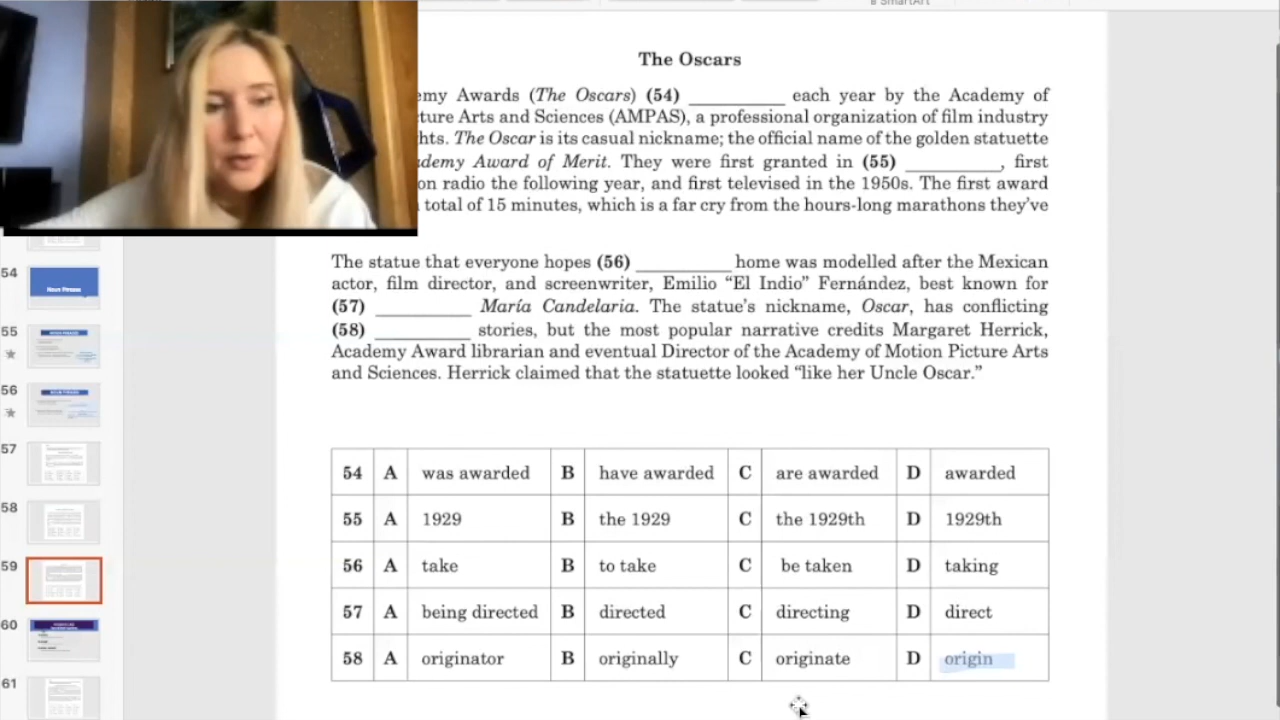 The Oscars
emy Awards (The Oscars) (54) __________ each year by the Academy of
ture Arts and Sciences (AMPAS), a professional organization of film industry
hts. The Oscar is its casual nickname; the official name of the golden statuette
demy Award of Merit. They were first granted in (55) __________, first
on radio the following year, and first televised in the 1950s. The first award
total of 15 minutes, which is a far cry from the hours-long marathons they’ve
The statue that everyone hopes (56) __________ home was modelled after the Mexican
actor, film director, and screenwriter, Emilio “El Indio” Fernández, best known for
(57) __________ María Candelaria. The statue’s nickname, Oscar, has conflicting
(58) __________ stories, but the most popular narrative credits Margaret Herrick,
Academy Award librarian and eventual Director of the Academy of Motion Picture Arts
and Sciences. Herrick claimed that the statuette looked “like her Uncle Oscar.”
54 A was awarded B have awarded C are awarded D awarded
55 A 1929 B the 1929 C the 1929th D 1929th
56 A take B to take C be taken D taking
57 A being directed B directed C directing D direct
58 A originator B originally C originate D origin
54
Noun Phrases
55
56
57
58
59
60
61